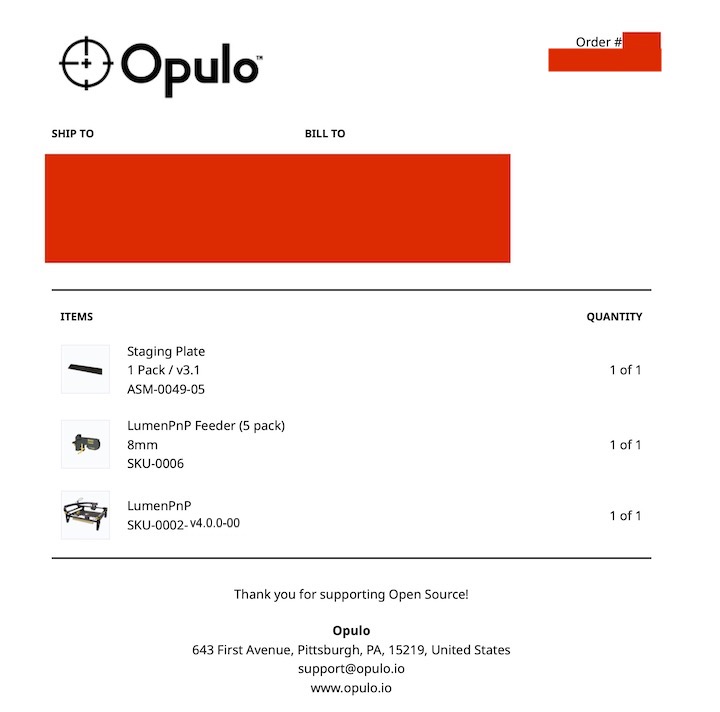 Opulo™
Order #
SHIP TO
BILL TO
ITEMS
QUANTITY
Staging Plate
1 Pack / v3.1
ASM-0049-05
1 of 1
LumenPnP Feeder (5 pack)
8mm
SKU-0006
1 of 1
LumenPnP
SKU-0002- v4.0.0-00
1 of 1
Thank you for supporting Open Source!
Opulo
643 First Avenue, Pittsburgh, PA, 15219, United States
support@opulo.io
www.opulo.io